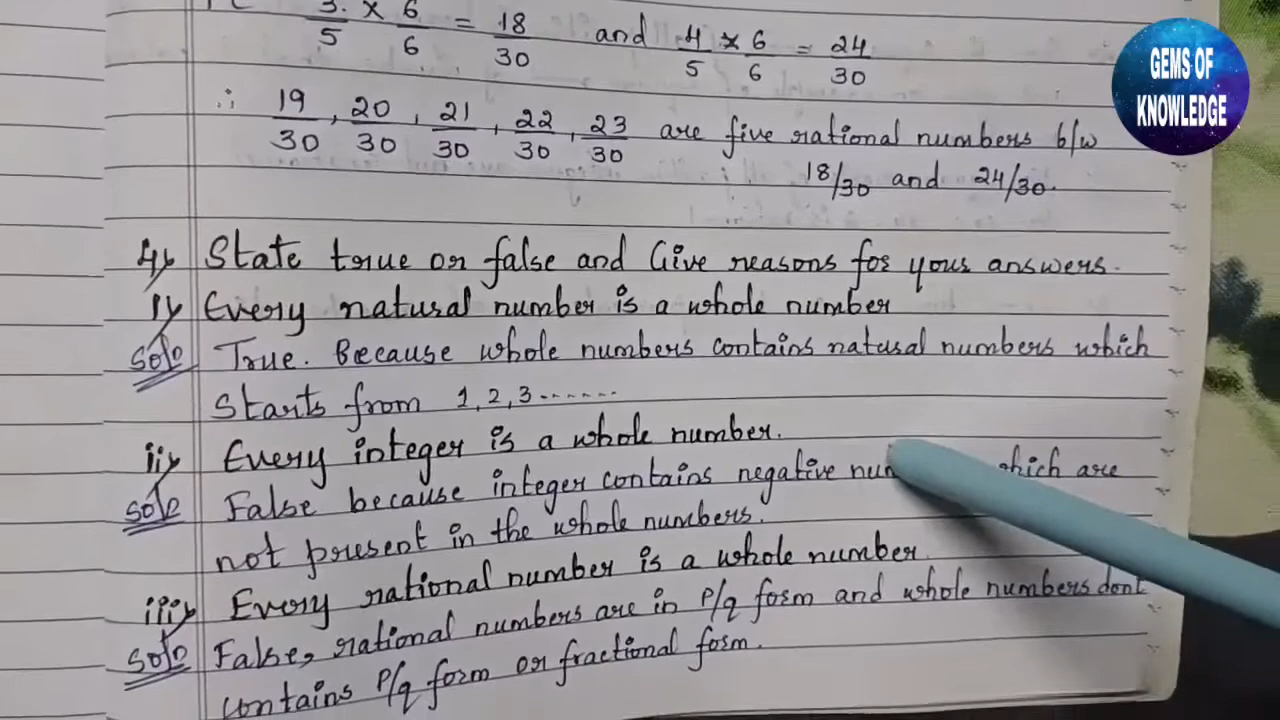 3/5 × 6/6 = 18/30 and 4/5 × 6/6 = 24/30
∴ 19/30, 20/30, 21/30, 22/30, 23/30 are five rational numbers b/w
18/30 and 24/30.
4) State true or false and Give reasons for your answers.
i) Every natural number is a whole number
Soln True. Because whole numbers contains natural numbers which
Starts from 1, 2, 3......
ii) Every integer is a whole number.
Soln False because integer contains negative which are
not present in the whole numbers.
iii) Every rational number is a whole number.
Soln False, rational numbers are in P/q form and whole numbers dont
contains P/q form or fractional form.
GEMS OF
KNOWLEDGE